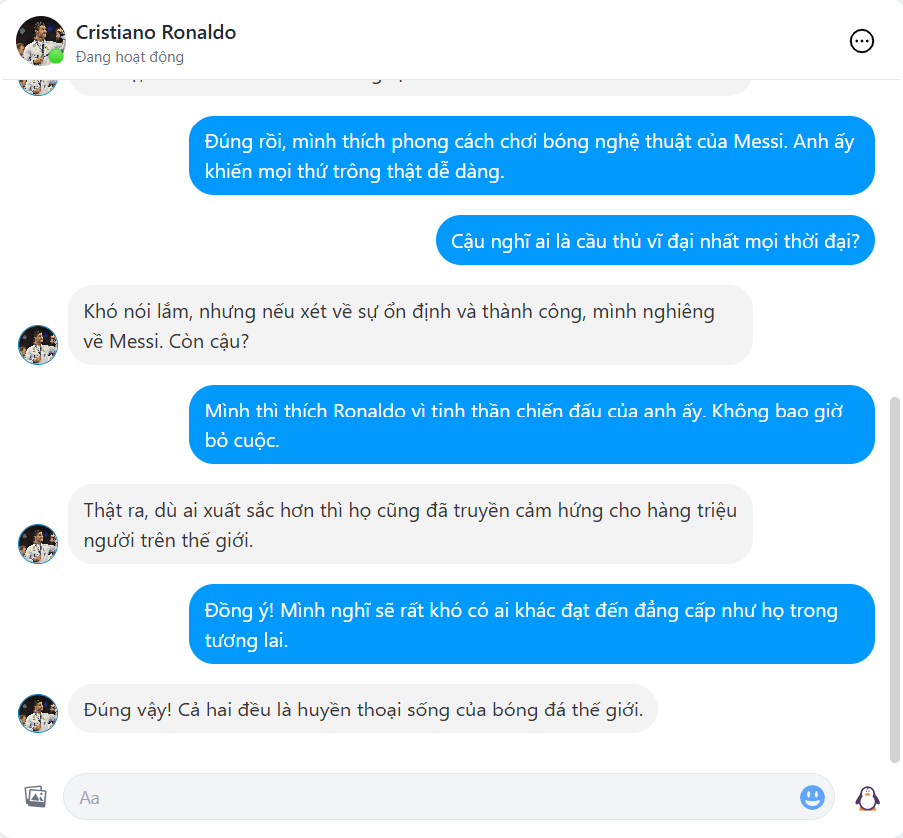 Cristiano Ronaldo
Đang hoạt động
Đúng rồi, mình thích phong cách chơi bóng nghệ thuật của Messi. Anh ấy
khiến mọi thứ trông thật dễ dàng.
Cậu nghĩ ai là cầu thủ vĩ đại nhất mọi thời đại?
Khó nói lắm, nhưng nếu xét về sự ổn định và thành công, mình nghiêng
về Messi. Còn cậu?
Mình thì thích Ronaldo vì tinh thần chiến đấu của anh ấy. Không bao giờ
bỏ cuộc.
Thật ra, dù ai xuất sắc hơn thì họ cũng đã truyền cảm hứng cho hàng triệu
người trên thế giới.
Đồng ý! Mình nghĩ sẽ rất khó có ai khác đạt đến đẳng cấp như họ trong
tương lai.
Đúng vậy! Cả hai đều là huyền thoại sống của bóng đá thế giới.
Aa